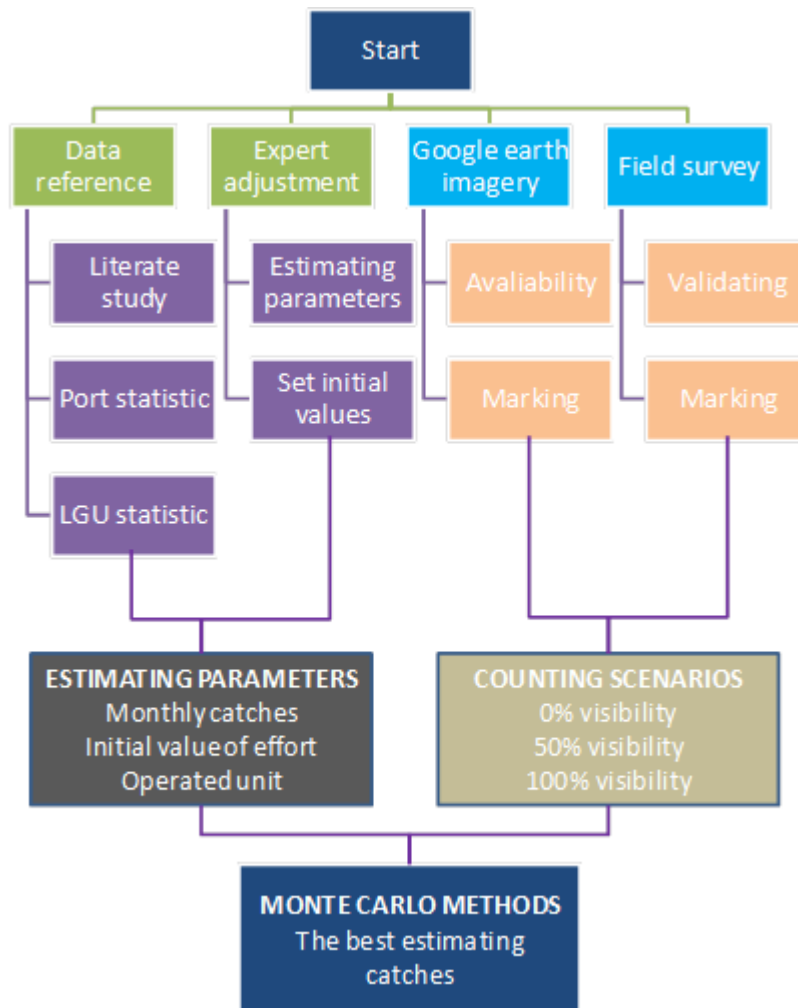 Start
Data
reference
Expert
adjustment
Google earth
imagery
Field survey
Literate
study
Estimating
parameters
Avaliability
Validating
Port statistic
Set initial
values
Marking
Marking
LGU statistic
ESTIMATING PARAMETERS
Monthly catches
Initial value of effort
Operated unit
COUNTING SCENARIOS
0% visibility
50% visibility
100% visibility
MONTE CARLO METHODS
The best estimating
catches